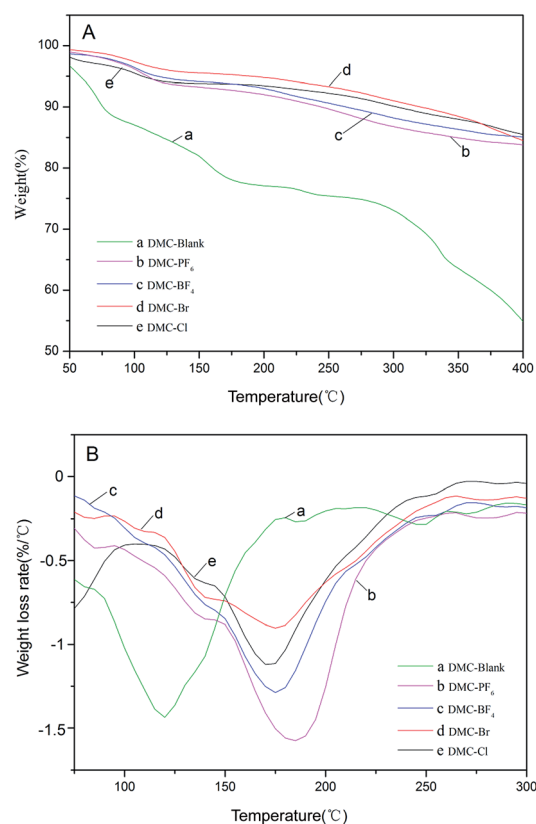 A
100
90
80
70
60
50
Weight(%)
d
e
c
b
a
a DMC-Blank
b DMC-PF₆
c DMC-BF₄
d DMC-Br
e DMC-Cl
50 100 150 200 250 300 350 400
Temperature(℃)
B
0
-0.5
-1
-1.5
Weight loss rate(%/℃)
c
d
a
e
b
a DMC-Blank
b DMC-PF₆
c DMC-BF₄
d DMC-Br
e DMC-Cl
100 150 200 250 300
Temperature(℃)